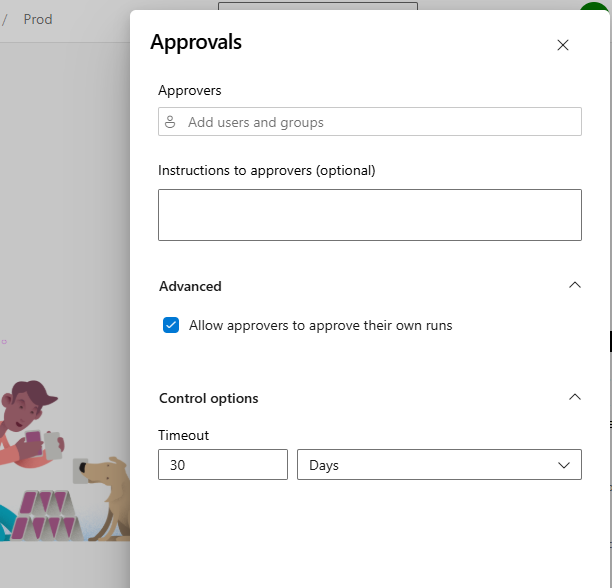 / Prod
Approvals
Approvers
Add users and groups
Instructions to approvers (optional)
Advanced
Allow approvers to approve their own runs
Control options
Timeout
30 Days